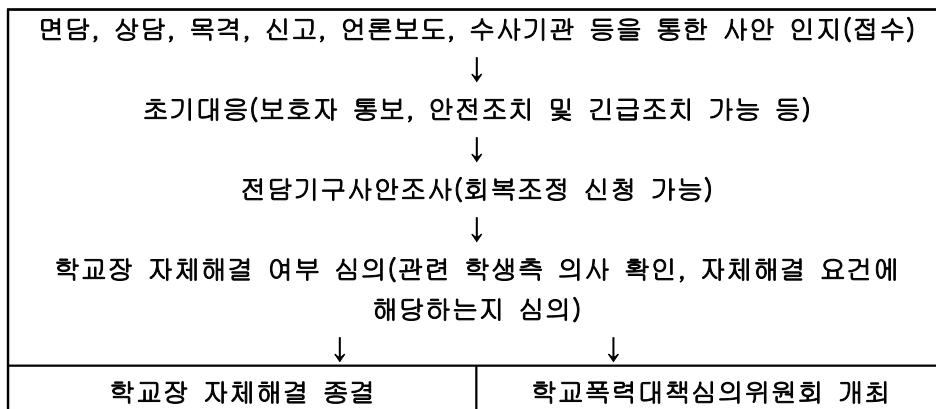 면담, 상담, 목격, 신고, 언론보도, 수사기관 등을 통한 사안 인지(접수)
↓
초기대응(보호자 통보, 안전조치 및 긴급조치 가능 등)
↓
전담기구사안조사(회복조정 신청 가능)
↓
학교장 자체해결 여부 심의(관련 학생측 의사 확인, 자체해결 요건에
해당하는지 심의)
↓ ↓
학교장 자체해결 종결 학교폭력대책심의위원회 개최